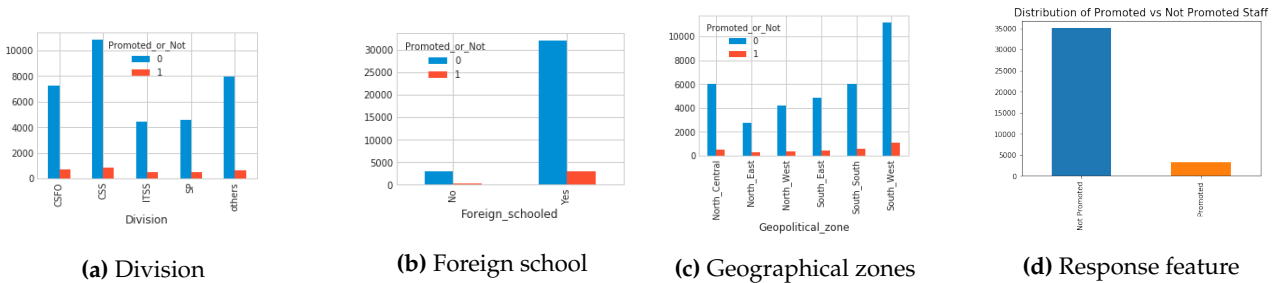 Promoted_or_Not
0
1
10000
8000
6000
4000
2000
0
CSFO
CSS
ITSS
SP
others
Division
(a) Division
Promoted_or_Not
0
1
30000
25000
20000
15000
10000
5000
0
No
Yes
Foreign_schooled
(b) Foreign school
Promoted_or_Not
0
1
10000
8000
6000
4000
2000
0
North_Central
North_East
North_West
South_East
South_South
South_West
Geopolitical_zone
(c) Geographical zones
Distribution of Promoted vs Not Promoted Staff
35000
30000
25000
20000
15000
10000
5000
0
Not Promoted
Promoted
(d) Response feature